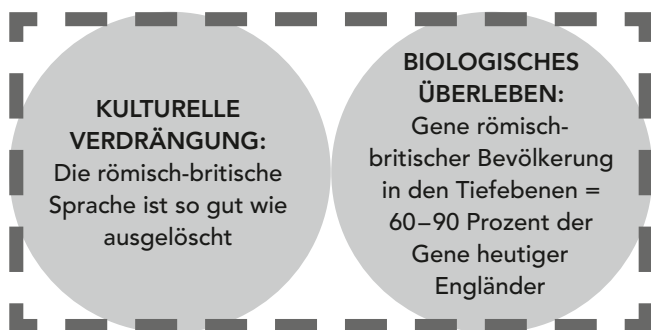 KULTURELLE
VERDRÄNGUNG:
Die römisch-britische
Sprache ist so gut wie
ausgelöscht
BIOLOGISCHES
ÜBERLEBEN:
Gene römisch-
britischer Bevölkerung
in den Tiefebenen =
60–90 Prozent der
Gene heutiger
Engländer